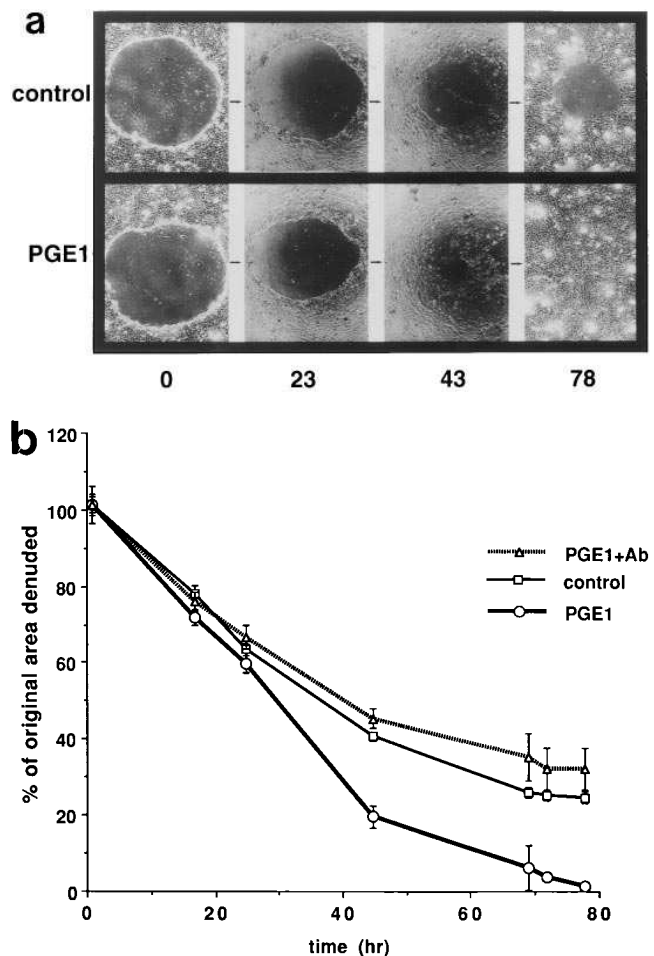 a
control
PGE1
0 23 43 78
b
% of original area denuded
120
100
80
60
40
20
0
PGE1+Ab
control
PGE1
0 20 40 60 80
time (hr)